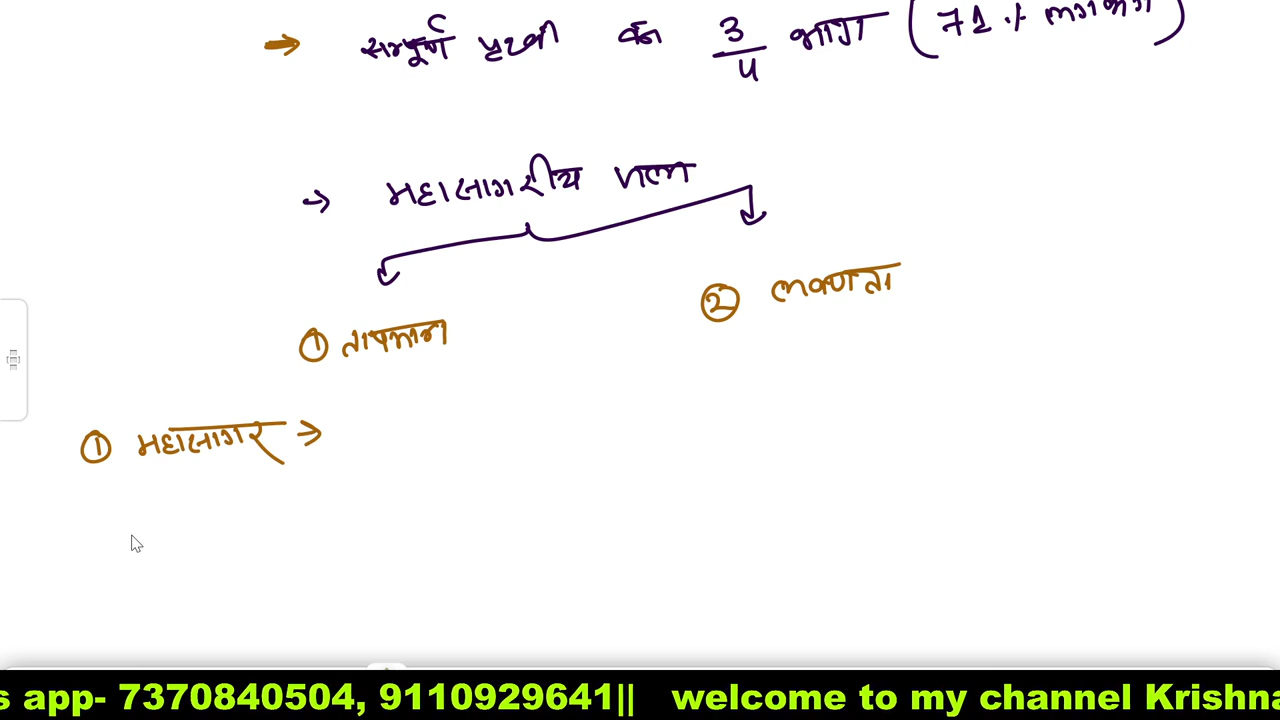 → सम्पूर्ण पृथ्वी का 3/4 भाग (71 % लगभग)
→ महासागरीय जल
② लवणता
① तापमान
① महासागर →
s app- 7370840504, 9110929641|| welcome to my channel Krishna